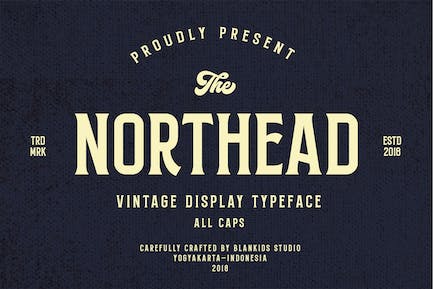 PROUDLY PRESENT
The
NORTHEAD
TRD
MRK
ESTD
2018
VINTAGE DISPLAY TYPEFACE
ALL CAPS
CAREFULLY CRAFTED BY BLANKIDS STUDIO
YOGYAKARTA-INDONESIA
2018